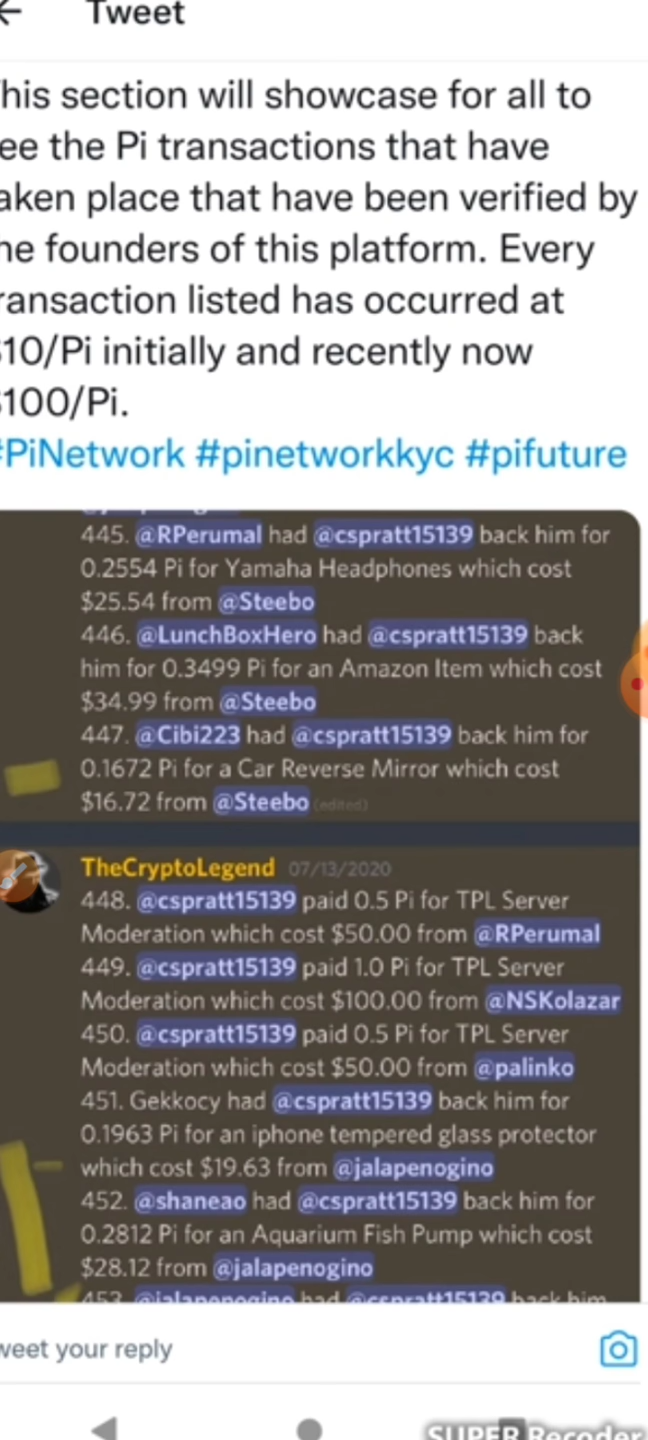 Tweet
his section will showcase for all to
ee the Pi transactions that have
aken place that have been verified by
he founders of this platform. Every
ransaction listed has occurred at
$10/Pi initially and recently now
$100/Pi.
#PiNetwork #pinetworkkyc #pifuture
445. @RPerumal had @cspratt15139 back him for
0.2554 Pi for Yamaha Headphones which cost
$25.54 from @Steebo
446. @LunchBoxHero had @cspratt15139 back
him for 0.3499 Pi for an Amazon Item which cost
$34.99 from @Steebo
447. @Cibi223 had @cspratt15139 back him for
0.1672 Pi for a Car Reverse Mirror which cost
$16.72 from @Steebo (edited)
TheCryptoLegend 07/13/2020
448. @cspratt15139 paid 0.5 Pi for TPL Server
Moderation which cost $50.00 from @RPerumal
449. @cspratt15139 paid 1.0 Pi for TPL Server
Moderation which cost $100.00 from @NSKolazar
450. @cspratt15139 paid 0.5 Pi for TPL Server
Moderation which cost $50.00 from @palinko
451. Gekkocy had @cspratt15139 back him for
0.1963 Pi for an iphone tempered glass protector
which cost $19.63 from @jalapenogino
452. @shaneao had @cspratt15139 back him for
0.2812 Pi for an Aquarium Fish Pump which cost
$28.12 from @jalapenogino
453. @jalapenogino had @cspratt15139 back him
weet your reply
SUPER Recoder